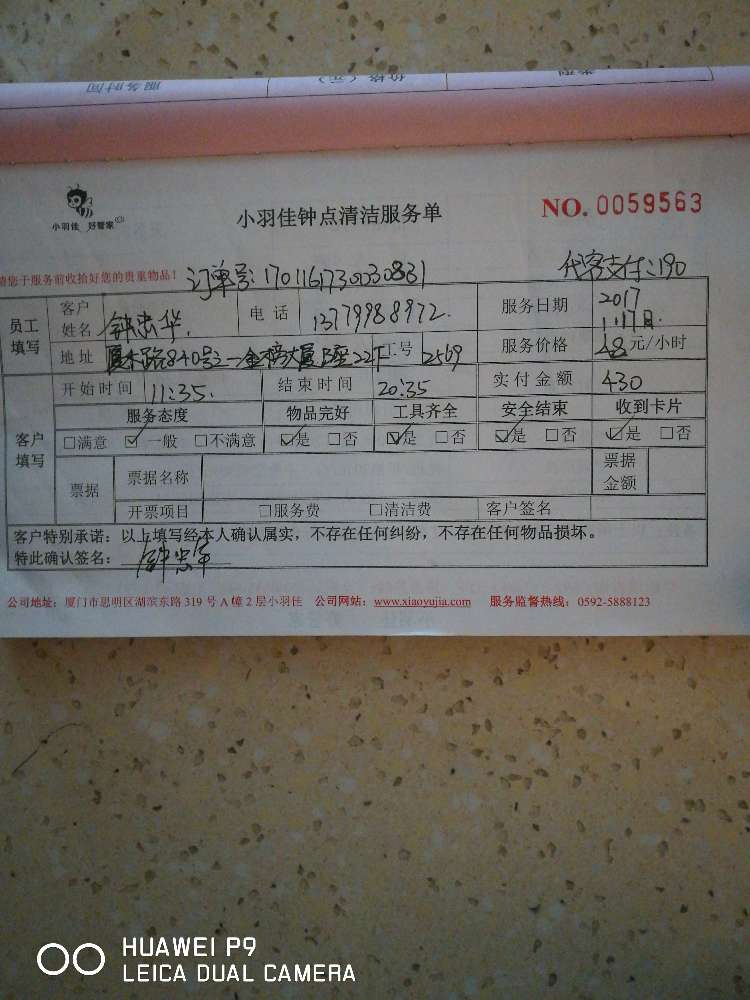 服务时间 价格（元） 类别
小羽佳 好管家
小羽佳钟点清洁服务单
NO. 0059563
请您于服务前收拾好您的贵重物品！ 订单号: 1701161730030831 代客支付:190
员工填写 客户姓名 钟忠华 电话 13779988972. 服务日期 2017 1.17日
地址 厦禾路840号之一金榜大厦B座22 工号 2569 服务价格 28 元/小时
开始时间 11:35. 结束时间 20:35 实付金额 430
客户填写 服务态度 物品完好 工具齐全 安全结束 收到卡片
□满意 ☑一般 □不满意 ☑是 □否 ☑是 □否 ☑是 □否 ☑是 □否
票据 票据名称 票据金额
开票项目 □服务费 □清洁费 客户签名
客户特别承诺：以上填写经本人确认属实，不存在任何纠纷，不存在任何物品损坏。
特此确认签名： 钟忠华
公司地址：厦门市思明区湖滨东路 319 号 A 幢 2 层小羽佳 公司网站：www.xiaoyujia.com 服务监督热线：0592-5888123
HUAWEI P9
LEICA DUAL CAMERA